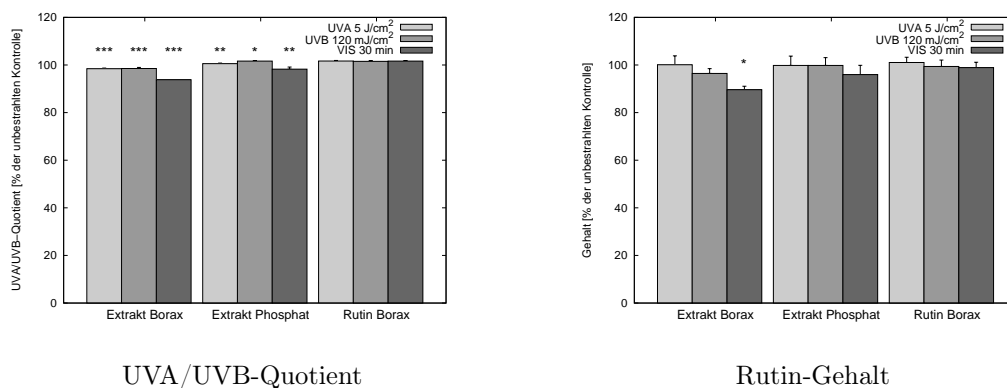 UVA/UVB–Quotient [% der unbestrahlten Kontrolle]
120
100
80
60
40
20
0
UVA 5 J/cm2
UVB 120 mJ/cm2
VIS 30 min
*** *** *** ** * **
Extrakt Borax Extrakt Phosphat Rutin Borax
UVA/UVB-Quotient
Gehalt [% der unbestrahlten Kontrolle]
120
100
80
60
40
20
0
UVA 5 J/cm2
UVB 120 mJ/cm2
VIS 30 min
*
Extrakt Borax Extrakt Phosphat Rutin Borax
Rutin-Gehalt